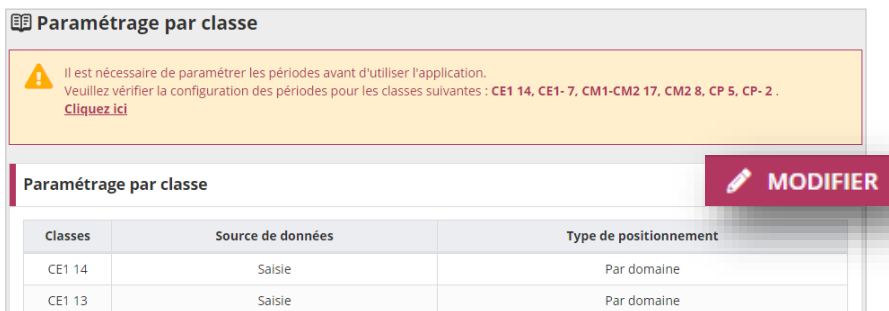 Paramétrage par classe
Il est nécessaire de paramétrer les périodes avant d'utiliser l'application.
Veuillez vérifier la configuration des périodes pour les classes suivantes : CE1 14, CE1- 7, CM1-CM2 17, CM2 8, CP 5, CP- 2 .
Cliquez ici
Paramétrage par classe
MODIFIER
Classes Source de données Type de positionnement
CE1 14 Saisie Par domaine
CE1 13 Saisie Par domaine